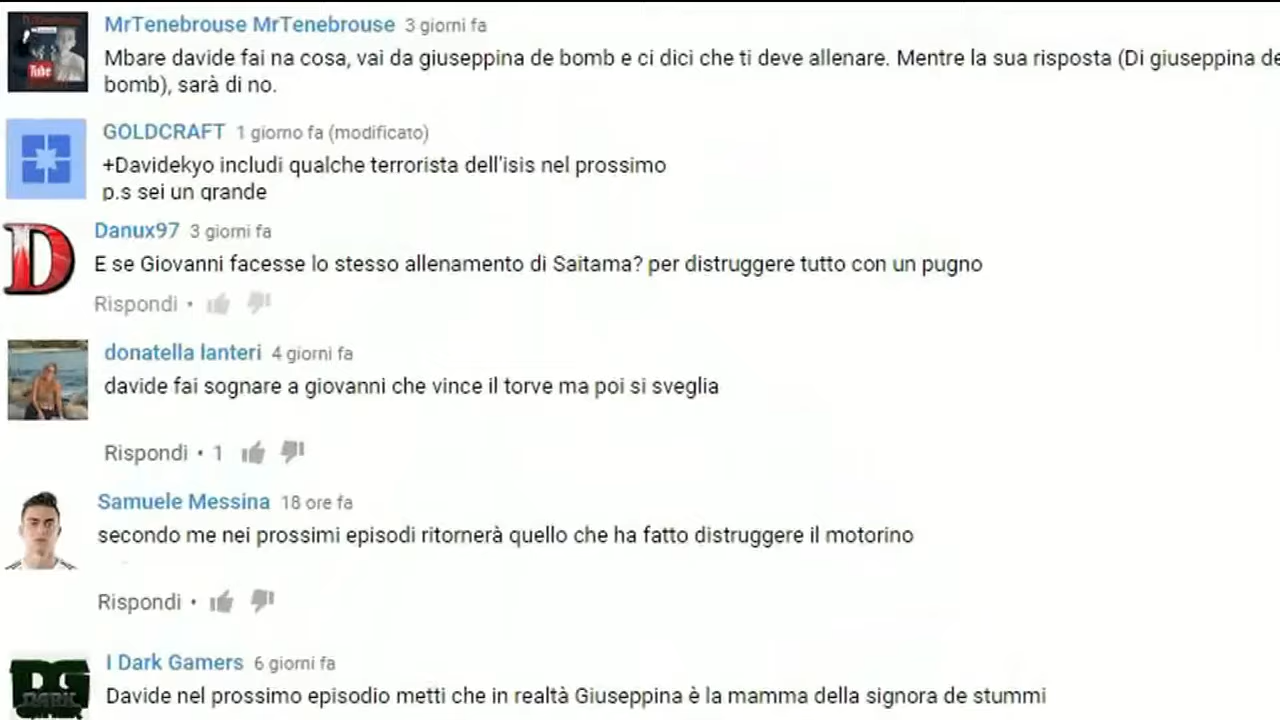 MrTenebrouse MrTenebrouse 3 giorni fa
Mbare davide fai na cosa, vai da giuseppina de bomb e ci dici che ti deve allenare. Mentre la sua risposta (Di giuseppina de
bomb), sarà di no.
GOLDCRAFT 1 giorno fa (modificato)
+Davidekyo includi qualche terrorista dell'isis nel prossimo
p.s sei un grande
Danux97 3 giorni fa
E se Giovanni facesse lo stesso allenamento di Saitama? per distruggere tutto con un pugno
Rispondi •
donatella lanteri 4 giorni fa
davide fai sognare a giovanni che vince il torve ma poi si sveglia
Rispondi • 1
Samuele Messina 18 ore fa
secondo me nei prossimi episodi ritornerà quello che ha fatto distruggere il motorino
Rispondi •
I Dark Gamers 6 giorni fa
Davide nel prossimo episodio metti che in realtà Giuseppina è la mamma della signora de stummi